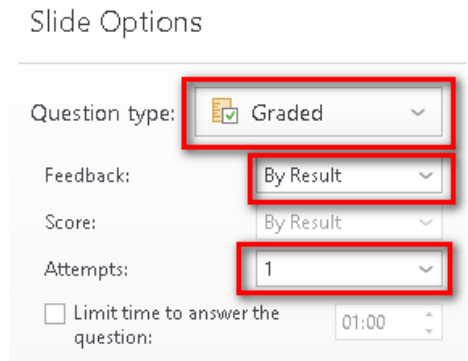 Slide Options
Question type: Graded
Feedback: By Result
Score: By Result
Attempts: 1
Limit time to answer the
question: 01:00